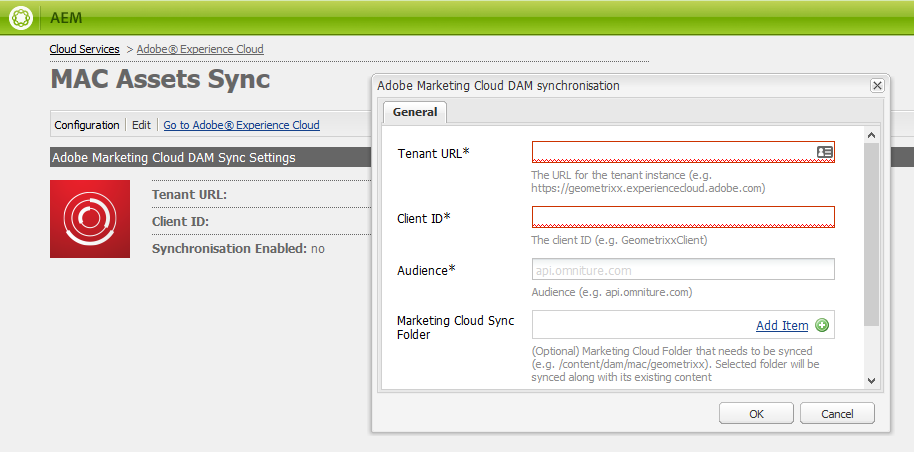 AEM
Cloud Services > Adobe® Experience Cloud
MAC Assets Sync
Configuration | Edit | Go to Adobe® Experience Cloud
Adobe Marketing Cloud DAM Sync Settings
Tenant URL:
Client ID:
Synchronisation Enabled: no
Adobe Marketing Cloud DAM synchronisation
General
Tenant URL*
The URL for the tenant instance (e.g.
https://geometrixx.experiencecloud.adobe.com)
Client ID*
The client ID (e.g. GeometrixxClient)
Audience*
api.omniture.com
Audience (e.g. api.omniture.com)
Marketing Cloud Sync
Folder
Add Item
(Optional) Marketing Cloud Folder that needs to be synced
(e.g. /content/dam/mac/geometrixx). Selected folder will be
synced along with its existing content
OK
Cancel